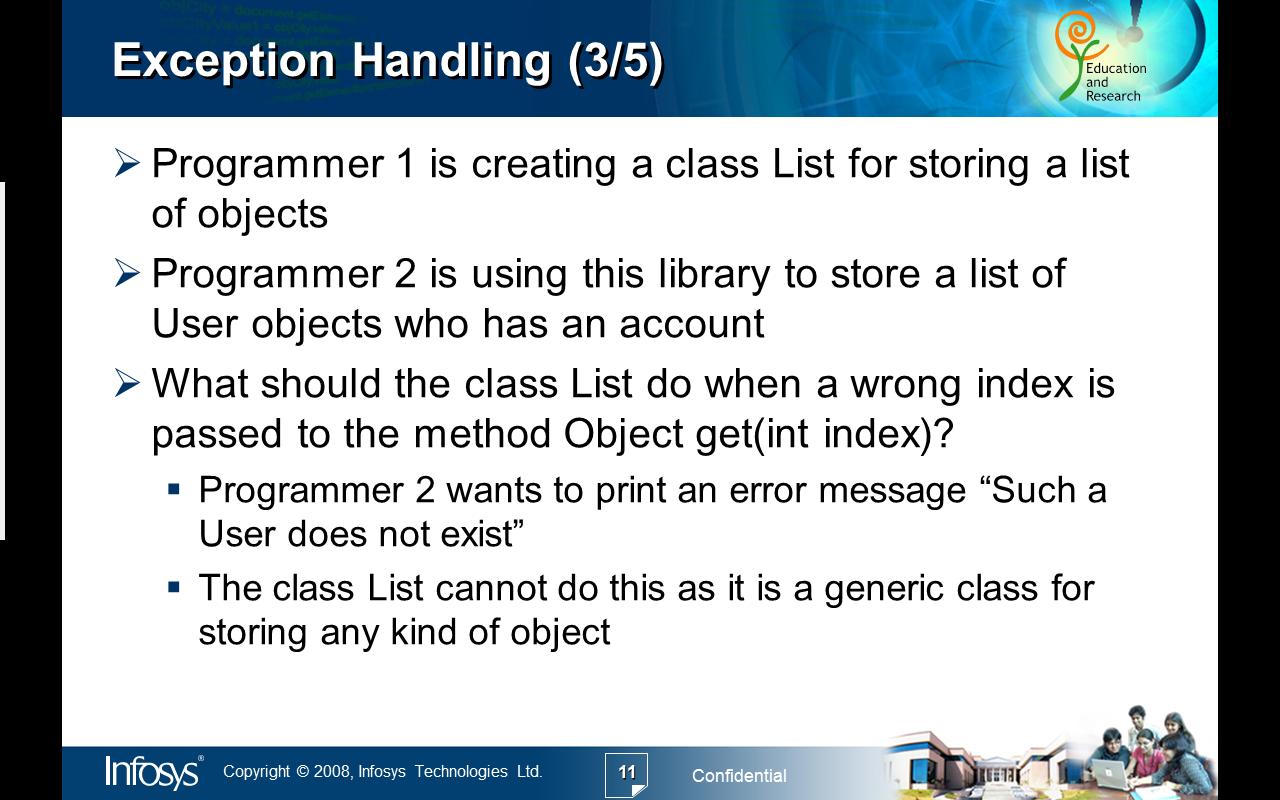 Exception Handling (3/5)
Education
and
Research
➢ Programmer 1 is creating a class List for storing a list
of objects
➢ Programmer 2 is using this library to store a list of
User objects who has an account
➢ What should the class List do when a wrong index is
passed to the method Object get(int index)?
▪ Programmer 2 wants to print an error message “Such a
User does not exist”
▪ The class List cannot do this as it is a generic class for
storing any kind of object
Infosys®
Copyright © 2008, Infosys Technologies Ltd.
11
Confidential